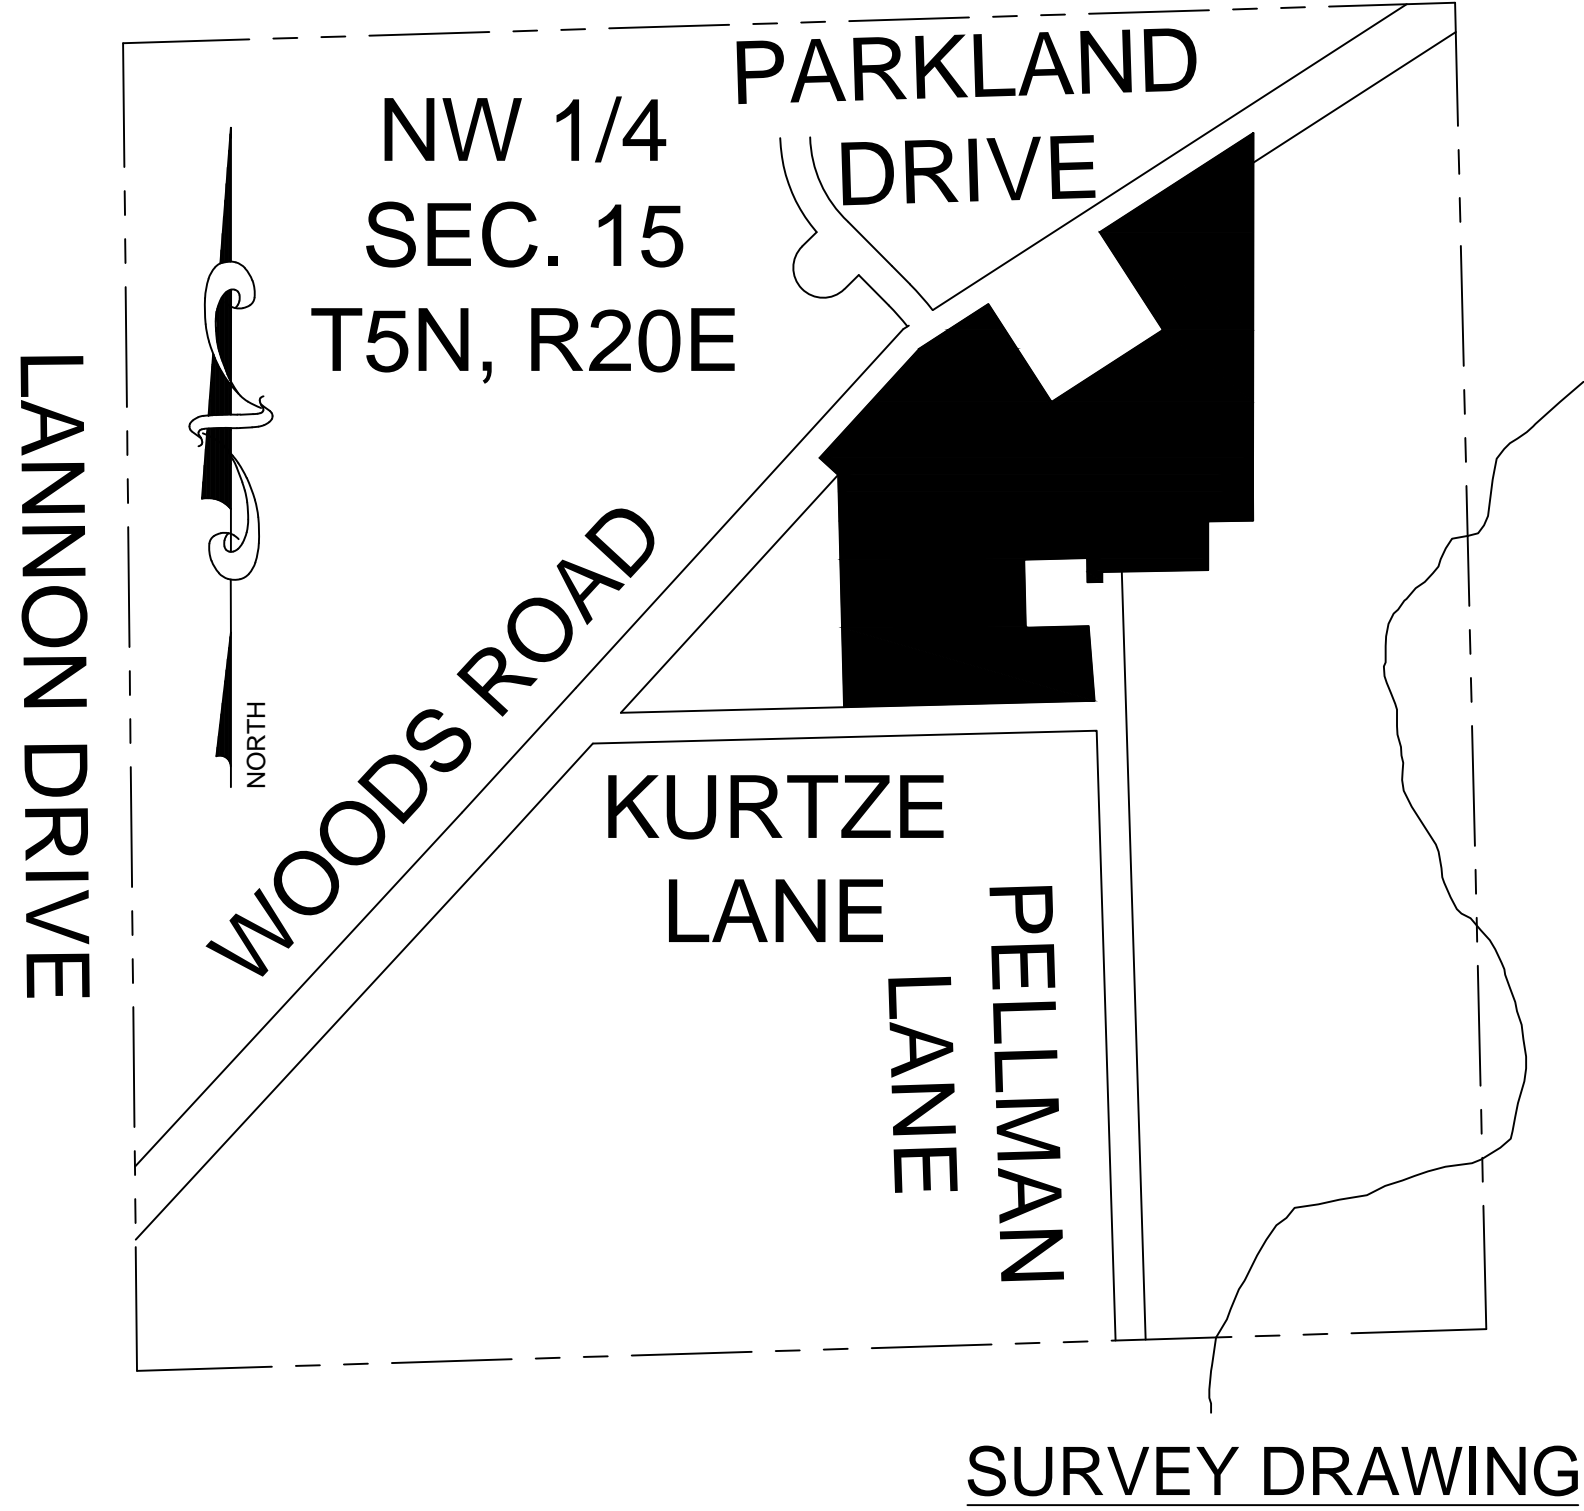 PARKLAND
DRIVE
NW 1/4
SEC. 15
T5N, R20E
LANNON DRIVE
WOODS ROAD
NORTH
KURTZE
LANE
PELLMAN
LANE
SURVEY DRAWING